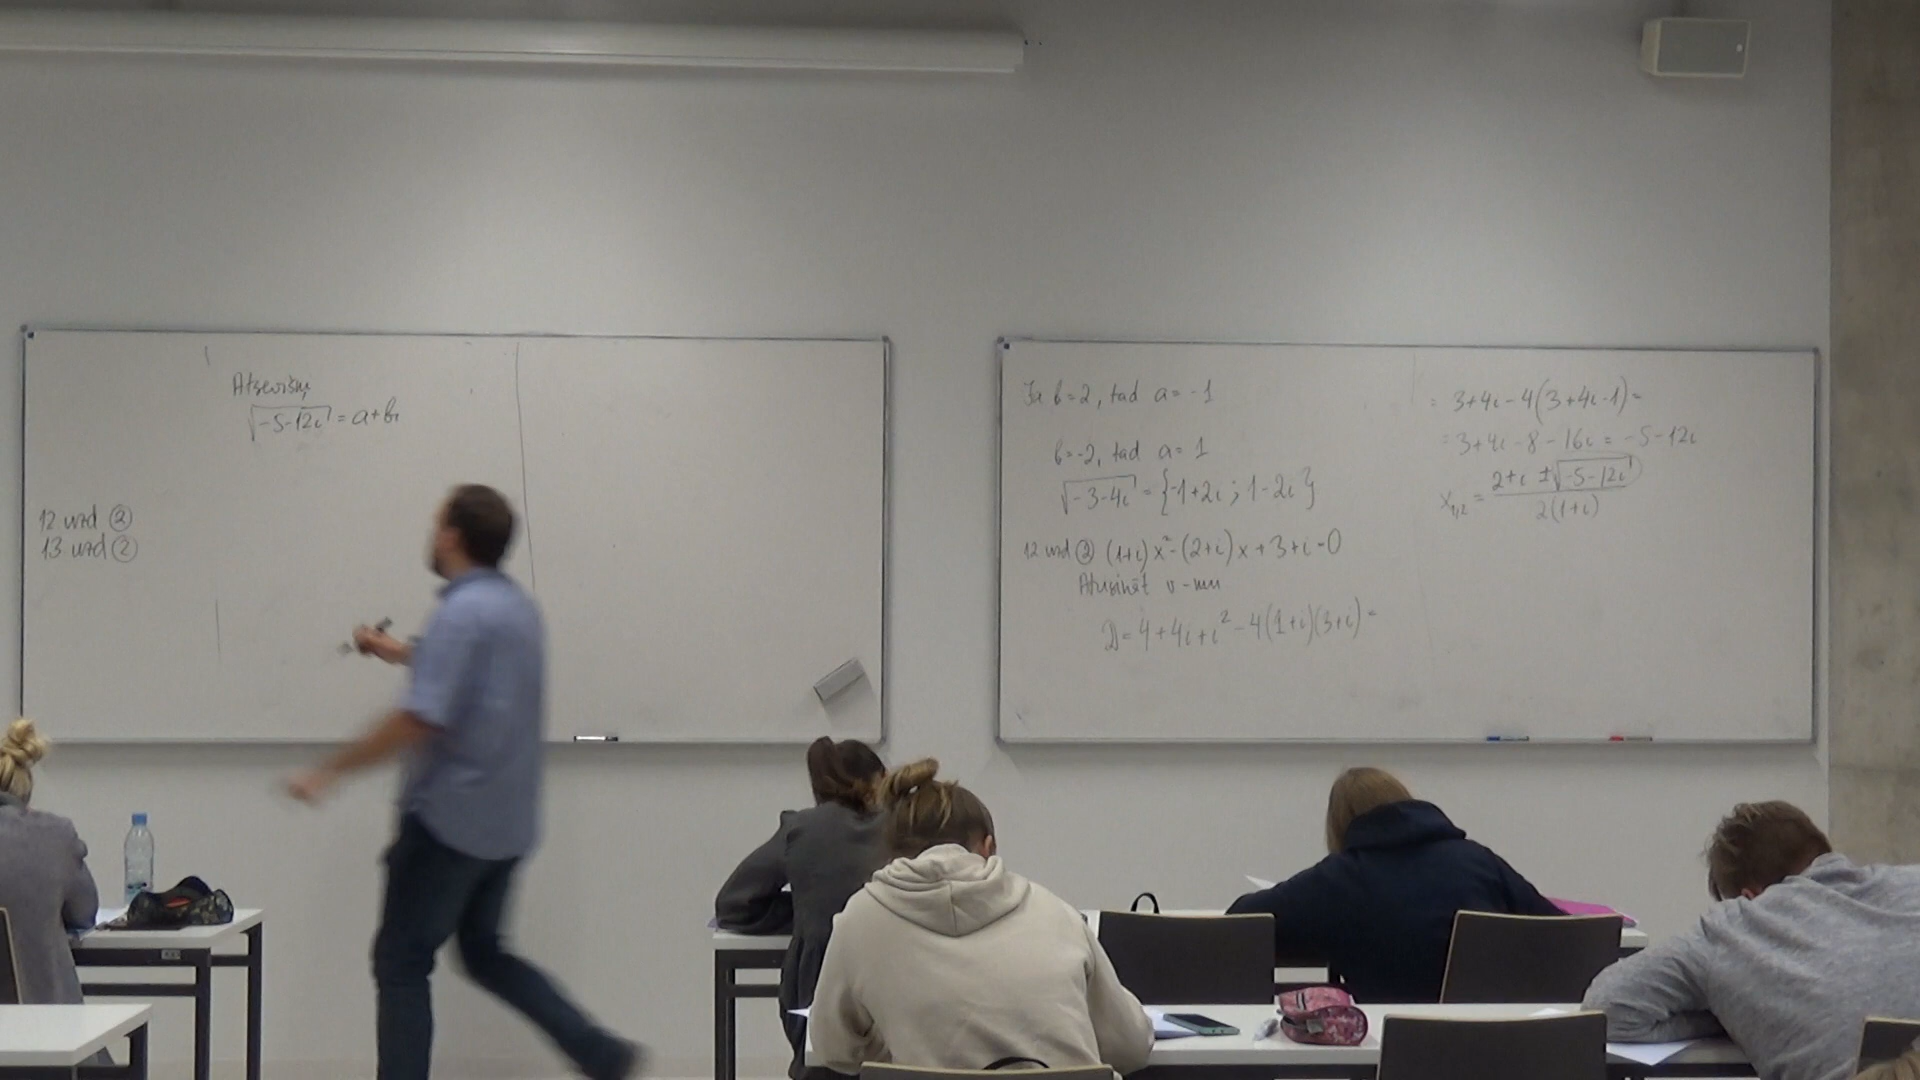 Atsevišķi
√-5-12i = a+bi
12 uzd ②
13 uzd ②
Ja b=2, tad a=-1
b=-2, tad a=1
√-3-4i = {-1+2i ; 1-2i}
12 uzd ② (1+i)x²-(2+i)x+3+i=0
Atrisināt v-mu
D=4+4i+i²-4(1+i)(3+i)=
= 3+4i-4(3+4i-1)=
=3+4i-8-16i = -5-12i
x₁,₂ = (2+i ±√-5-12i) / 2(1+i)